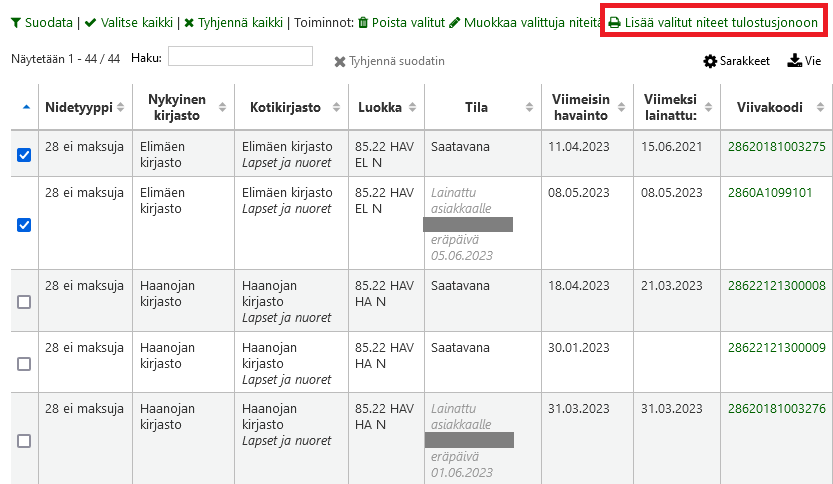 Suodata | Valitse kaikki | Tyhjennä kaikki | Toiminnot: Poista valitut Muokkaa valittuja niteitä Lisää valitut niteet tulostusjonoon
Näytetään 1 - 44 / 44 Haku: Tyhjennä suodatin Sarakkeet Vie
Nidetyyppi Nykyinen kirjasto Kotikirjasto Luokka Tila Viimeisin havainto Viimeksi lainattu: Viivakoodi
28 ei maksuja Elimäen kirjasto Elimäen kirjasto Lapset ja nuoret 85.22 HAV EL N Saatavana 11.04.2023 15.06.2021 28620181003275
28 ei maksuja Elimäen kirjasto Elimäen kirjasto Lapset ja nuoret 85.22 HAV EL N Lainattu asiakkaalle eräpäivä 05.06.2023 08.05.2023 08.05.2023 2860A1099101
28 ei maksuja Haanojan kirjasto Haanojan kirjasto Lapset ja nuoret 85.22 HAV HA N Saatavana 18.04.2023 21.03.2023 28622121300008
28 ei maksuja Haanojan kirjasto Haanojan kirjasto Lapset ja nuoret 85.22 HAV HA N Saatavana 30.01.2023 28622121300009
28 ei maksuja Haanojan kirjasto Haanojan kirjasto Lapset ja nuoret 85.22 HAV HA N Lainattu asiakkaalle eräpäivä 01.06.2023 31.03.2023 31.03.2023 28620181003276